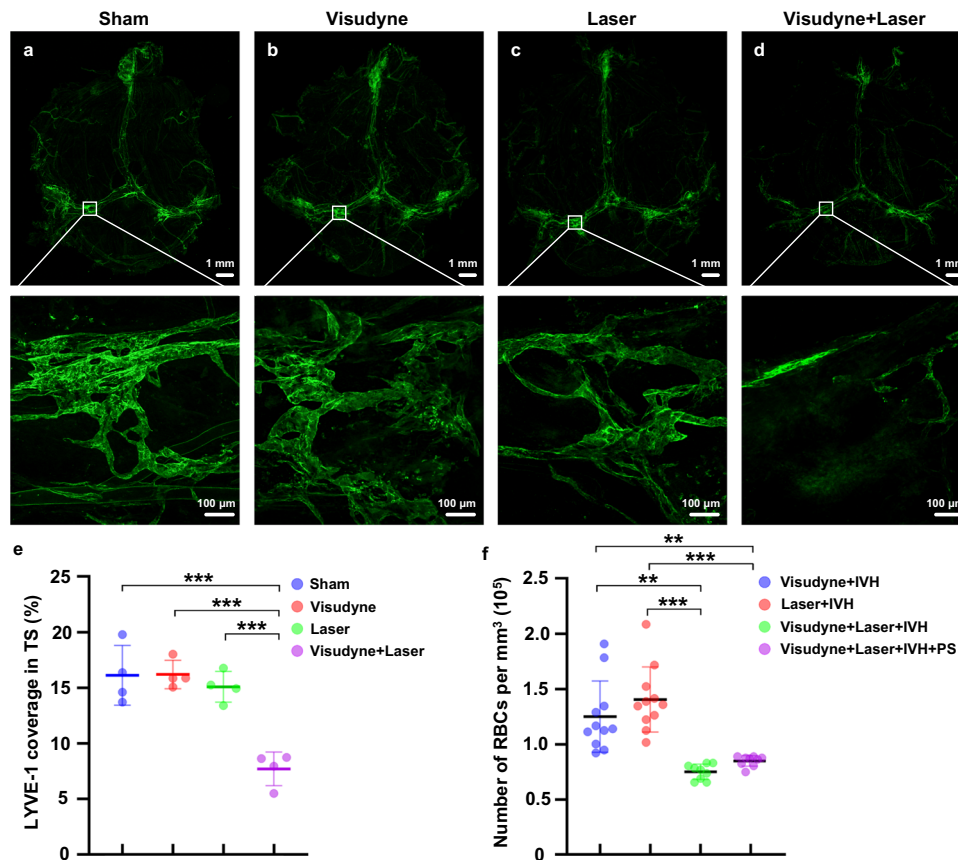 Sham
Visudyne
Laser
Visudyne+Laser
a
b
c
d
1 mm
1 mm
1 mm
1 mm
100 µm
100 µm
100 µm
100 µm
e
LYVE-1 coverage in TS (%)
25
20
15
10
5
0
***
***
***
Sham
Visudyne
Laser
Visudyne+Laser
f
Number of RBCs per mm³ (10⁵)
2.5
2.0
1.5
1.0
0.5
0
**
***
**
***
Visudyne+IVH
Laser+IVH
Visudyne+Laser+IVH
Visudyne+Laser+IVH+PS